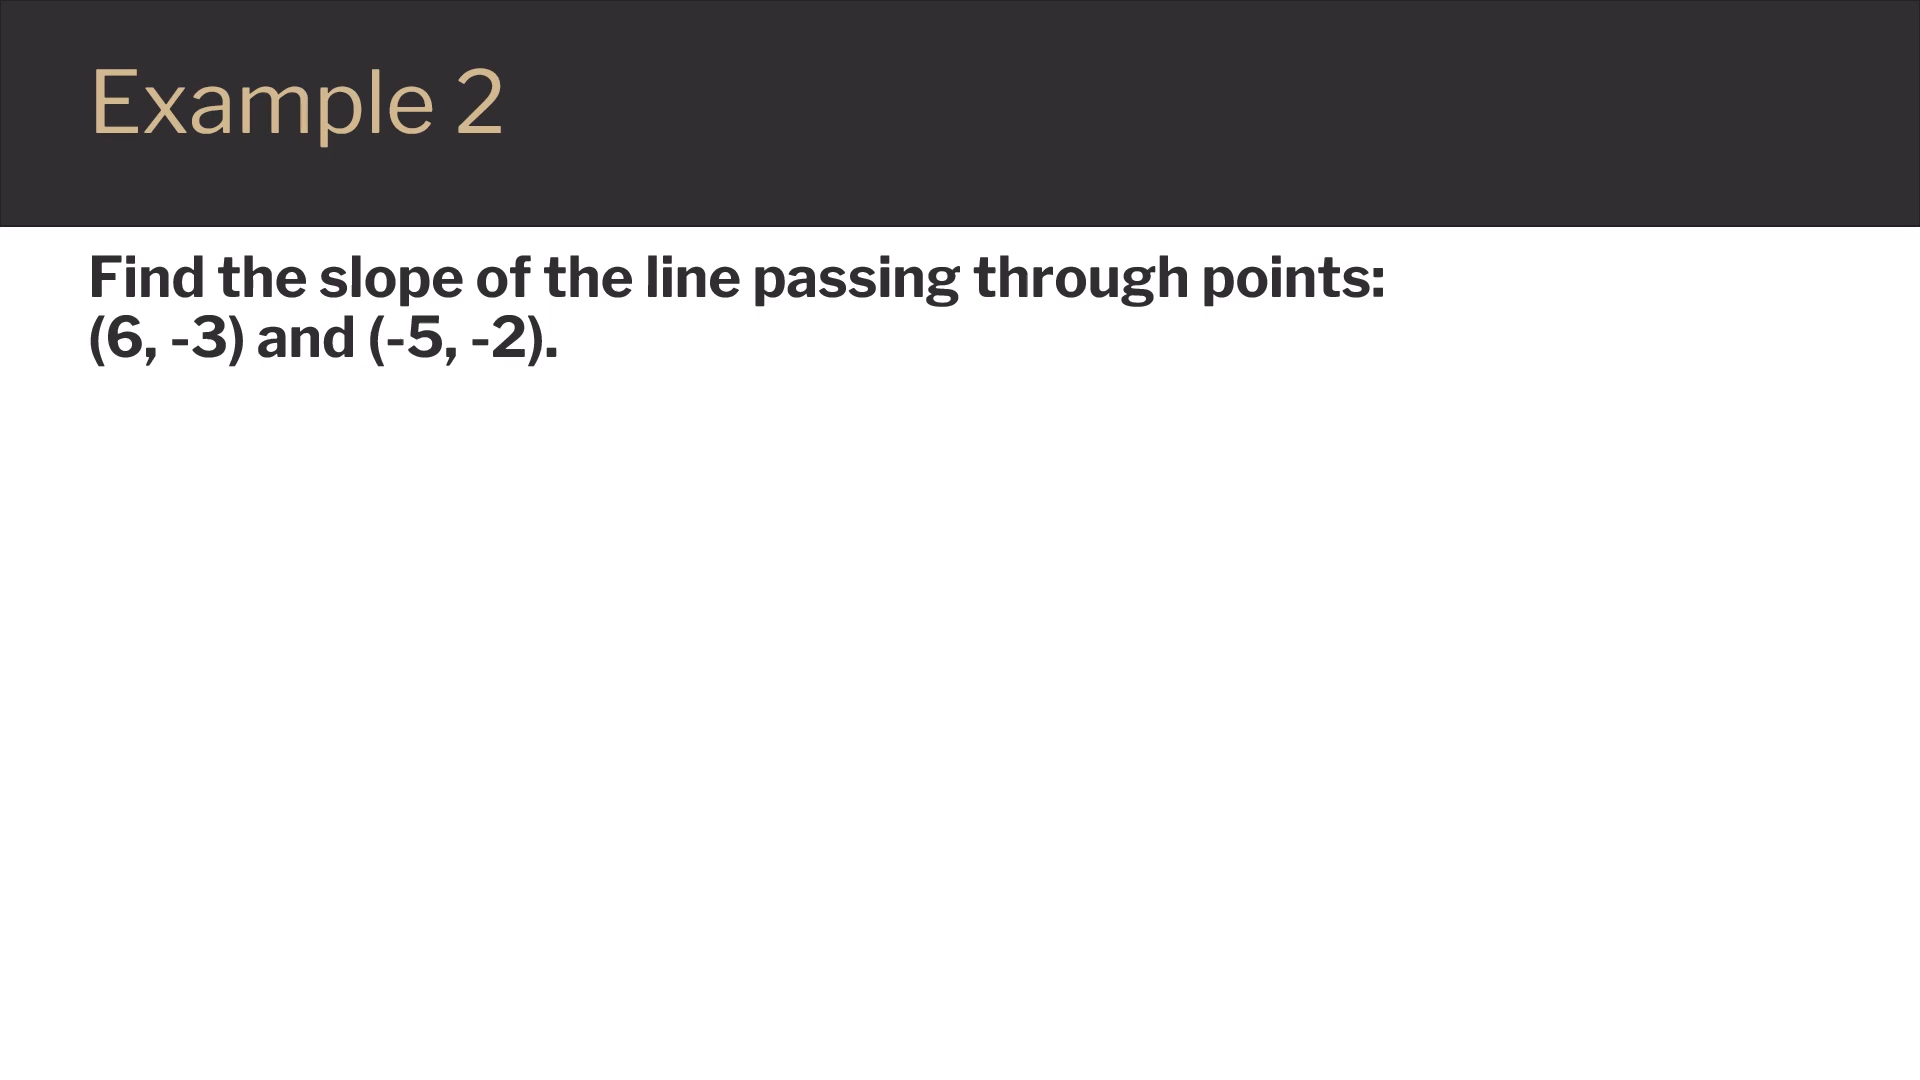 Example 2
Find the slope of the line passing through points:
(6, -3) and (-5, -2).